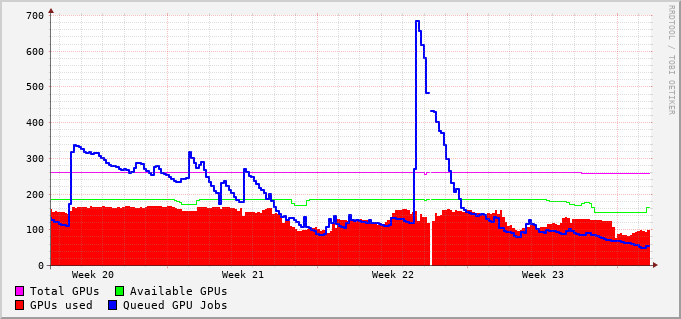 700
600
500
400
300
200
100
0
Week 20 Week 21 Week 22 Week 23
Total GPUs Available GPUs
GPUs used Queued GPU Jobs
RRDTOOL / TOBI OETIKER